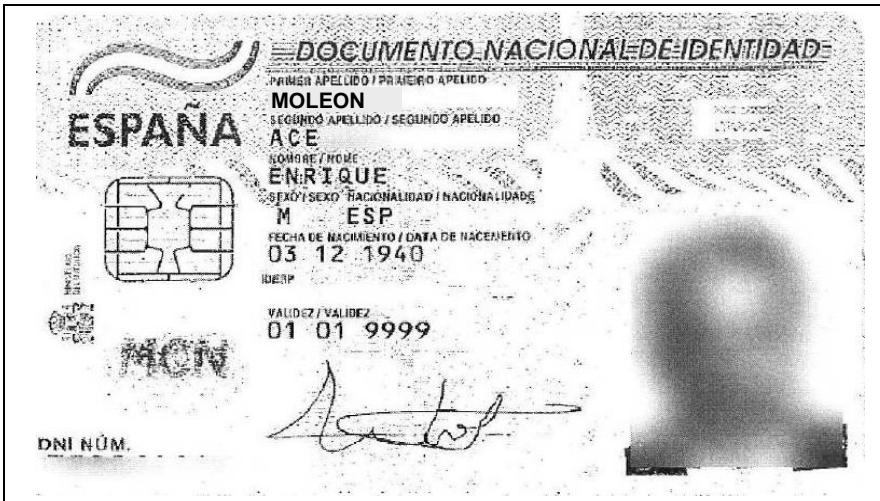 DOCUMENTO NACIONAL DE IDENTIDAD
ESPAÑA
PRIMER APELLIDO / PRIMEIRO APELIDO
MOLEON
SEGUNDO APELLIDO / SEGUNDO APELIDO
ACE
NOMBRE / NOME
ENRIQUE
SEXO / SEXO NACIONALIDAD / NACIONALIDADE
M ESP
FECHA DE NACIMIENTO / DATA DE NACEMENTO
03 12 1940
IDESP
VALIDEZ / VALIDEZ
01 01 9999
DNI NÚM.